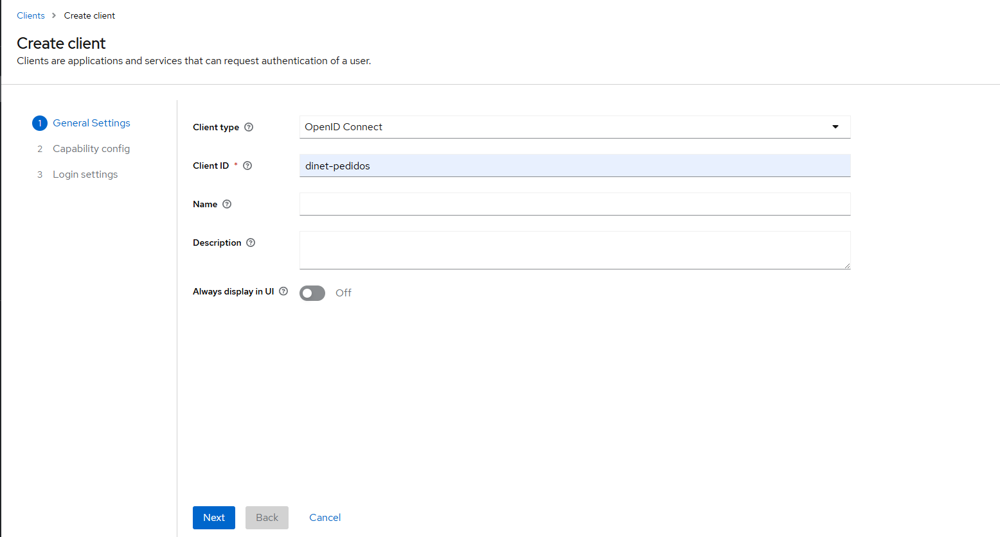 Clients > Create client
Create client
Clients are applications and services that can request authentication of a user.
1 General Settings
2 Capability config
3 Login settings
Client type
OpenID Connect
Client ID *
dinet-pedidos
Name
Description
Always display in UI
Off
Next Back Cancel